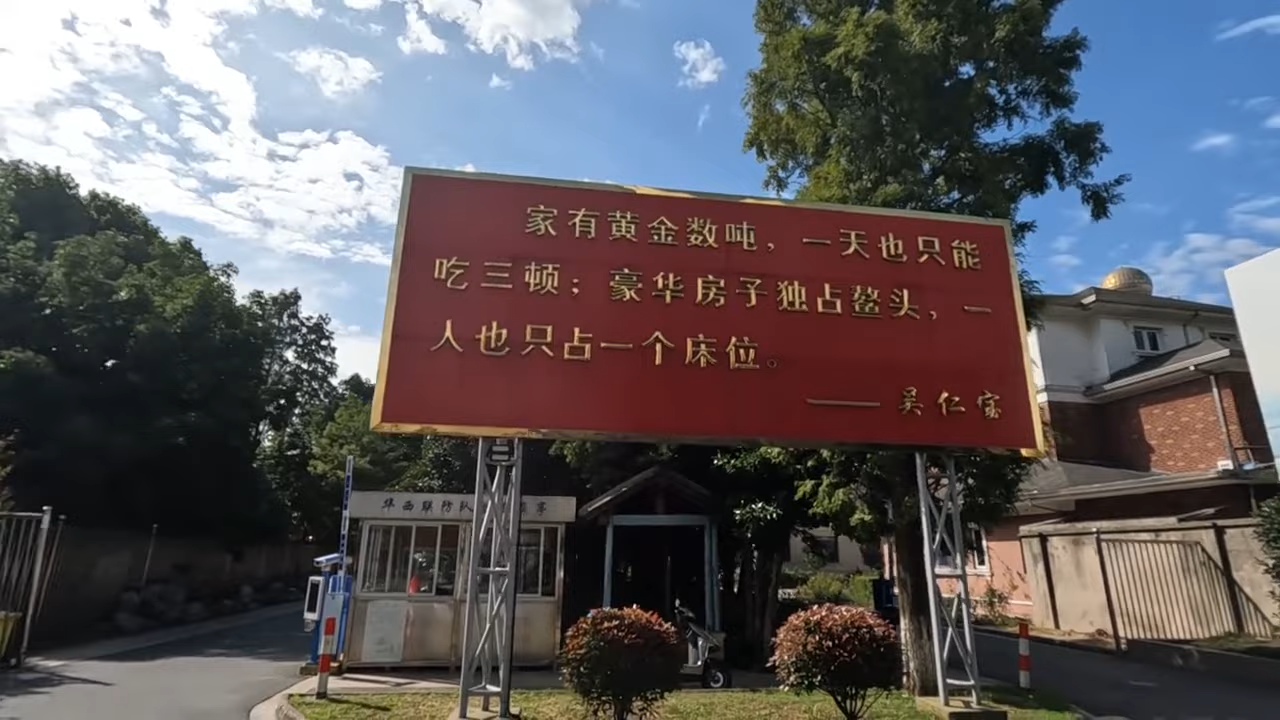 家有黄金数吨，一天也只能
吃三顿；豪华房子独占鳌头，一
人也只占一个床位。
——吴仁宝
华西联防队 亭